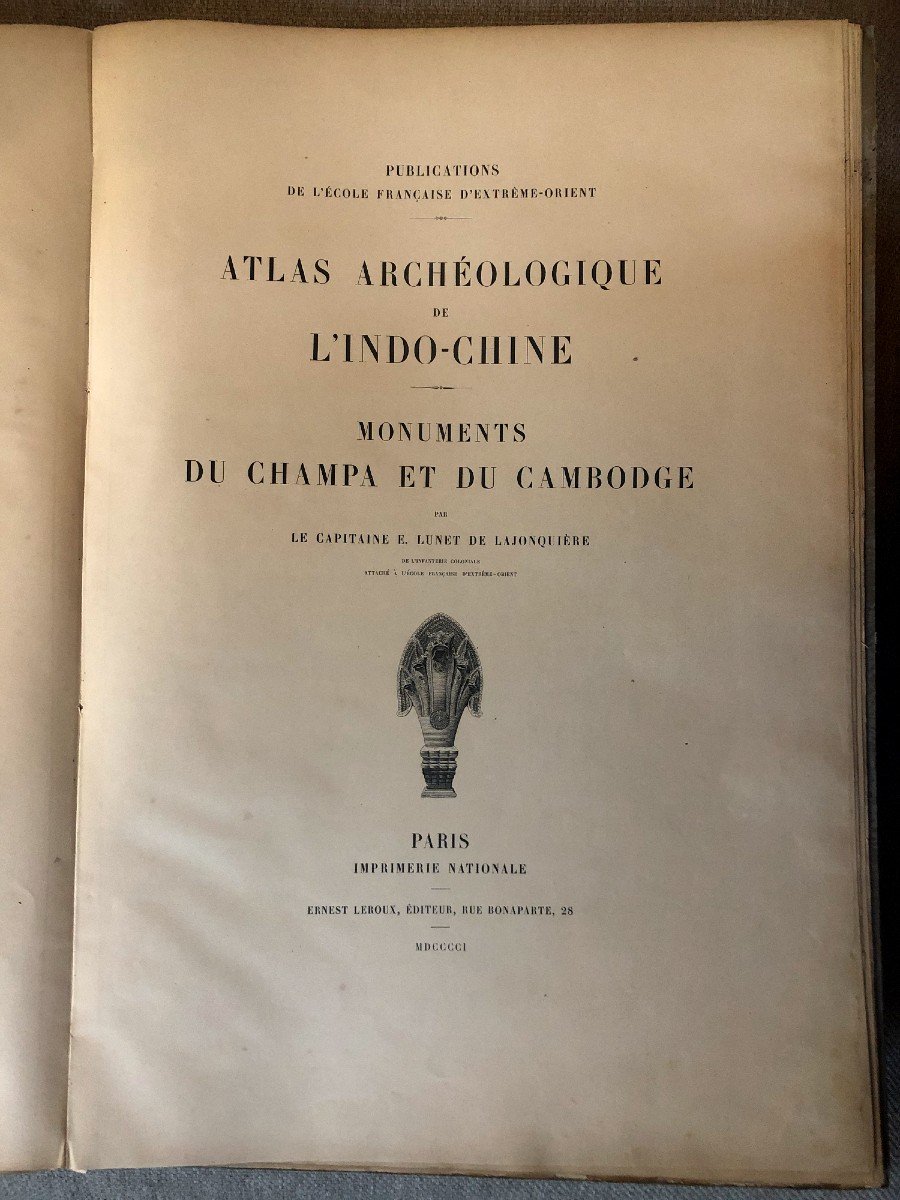 PUBLICATIONS
DE L'ÉCOLE FRANÇAISE D'EXTRÊME-ORIENT
ATLAS ARCHÉOLOGIQUE
DE
L'INDO-CHINE
MONUMENTS
DU CHAMPA ET DU CAMBODGE
PAR
LE CAPITAINE E. LUNET DE LAJONQUIÈRE
DE L'INFANTERIE COLONIALE
ATTACHÉ À L'ÉCOLE FRANÇAISE D'EXTRÊME-ORIENT
PARIS
IMPRIMERIE NATIONALE
ERNEST LEROUX, ÉDITEUR, RUE BONAPARTE, 28
MDCCCCI